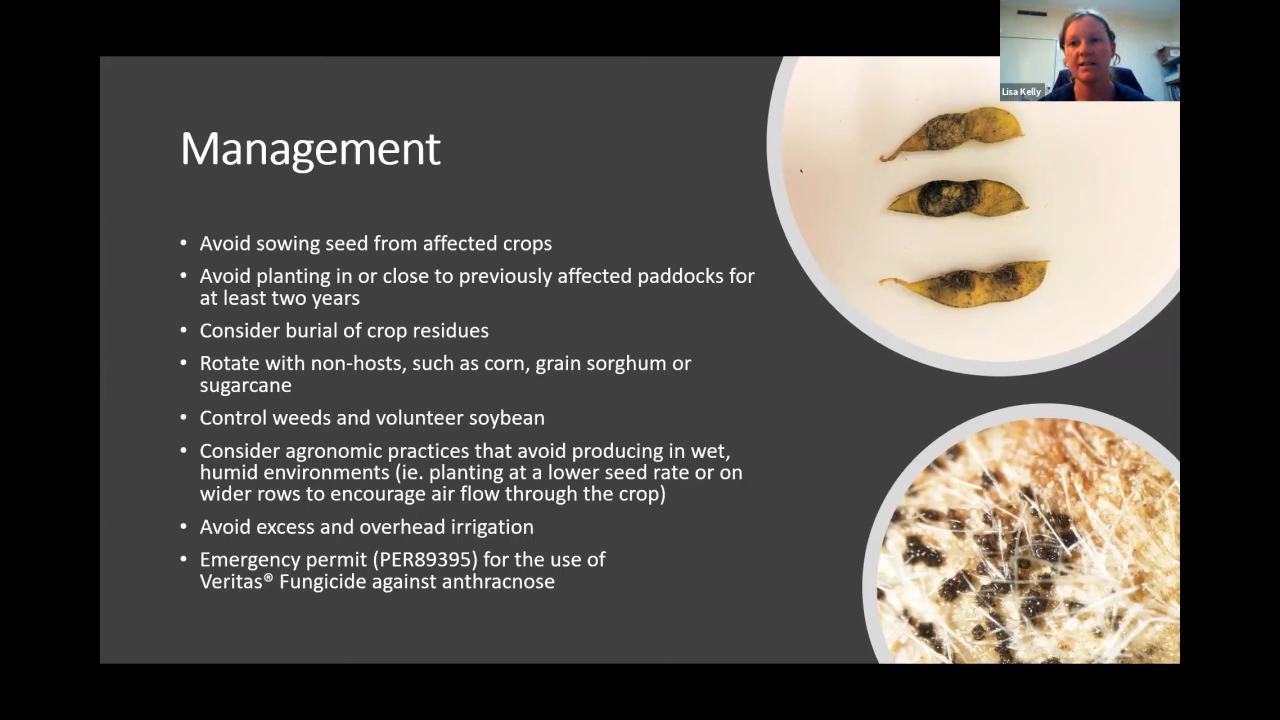 Lisa Kelly
Management
• Avoid sowing seed from affected crops
• Avoid planting in or close to previously affected paddocks for
at least two years
• Consider burial of crop residues
• Rotate with non-hosts, such as corn, grain sorghum or
sugarcane
• Control weeds and volunteer soybean
• Consider agronomic practices that avoid producing in wet,
humid environments (ie. planting at a lower seed rate or on
wider rows to encourage air flow through the crop)
• Avoid excess and overhead irrigation
• Emergency permit (PER89395) for the use of
Veritas® Fungicide against anthracnose